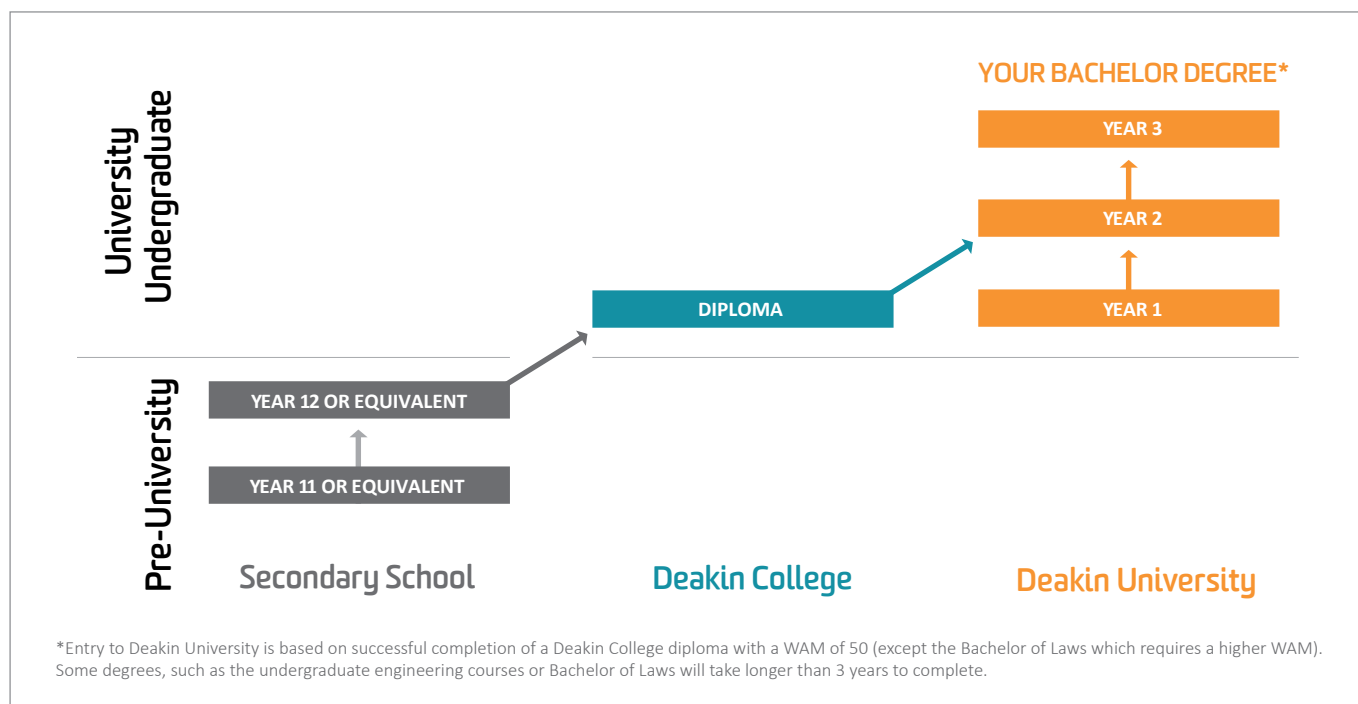 YOUR BACHELOR DEGREE*
University
Undergraduate
YEAR 3
YEAR 2
DIPLOMA
YEAR 1
Pre-University
YEAR 12 OR EQUIVALENT
YEAR 11 OR EQUIVALENT
Secondary School
Deakin College
Deakin University
*Entry to Deakin University is based on successful completion of a Deakin College diploma with a WAM of 50 (except the Bachelor of Laws which requires a higher WAM).
Some degrees, such as the undergraduate engineering courses or Bachelor of Laws will take longer than 3 years to complete.